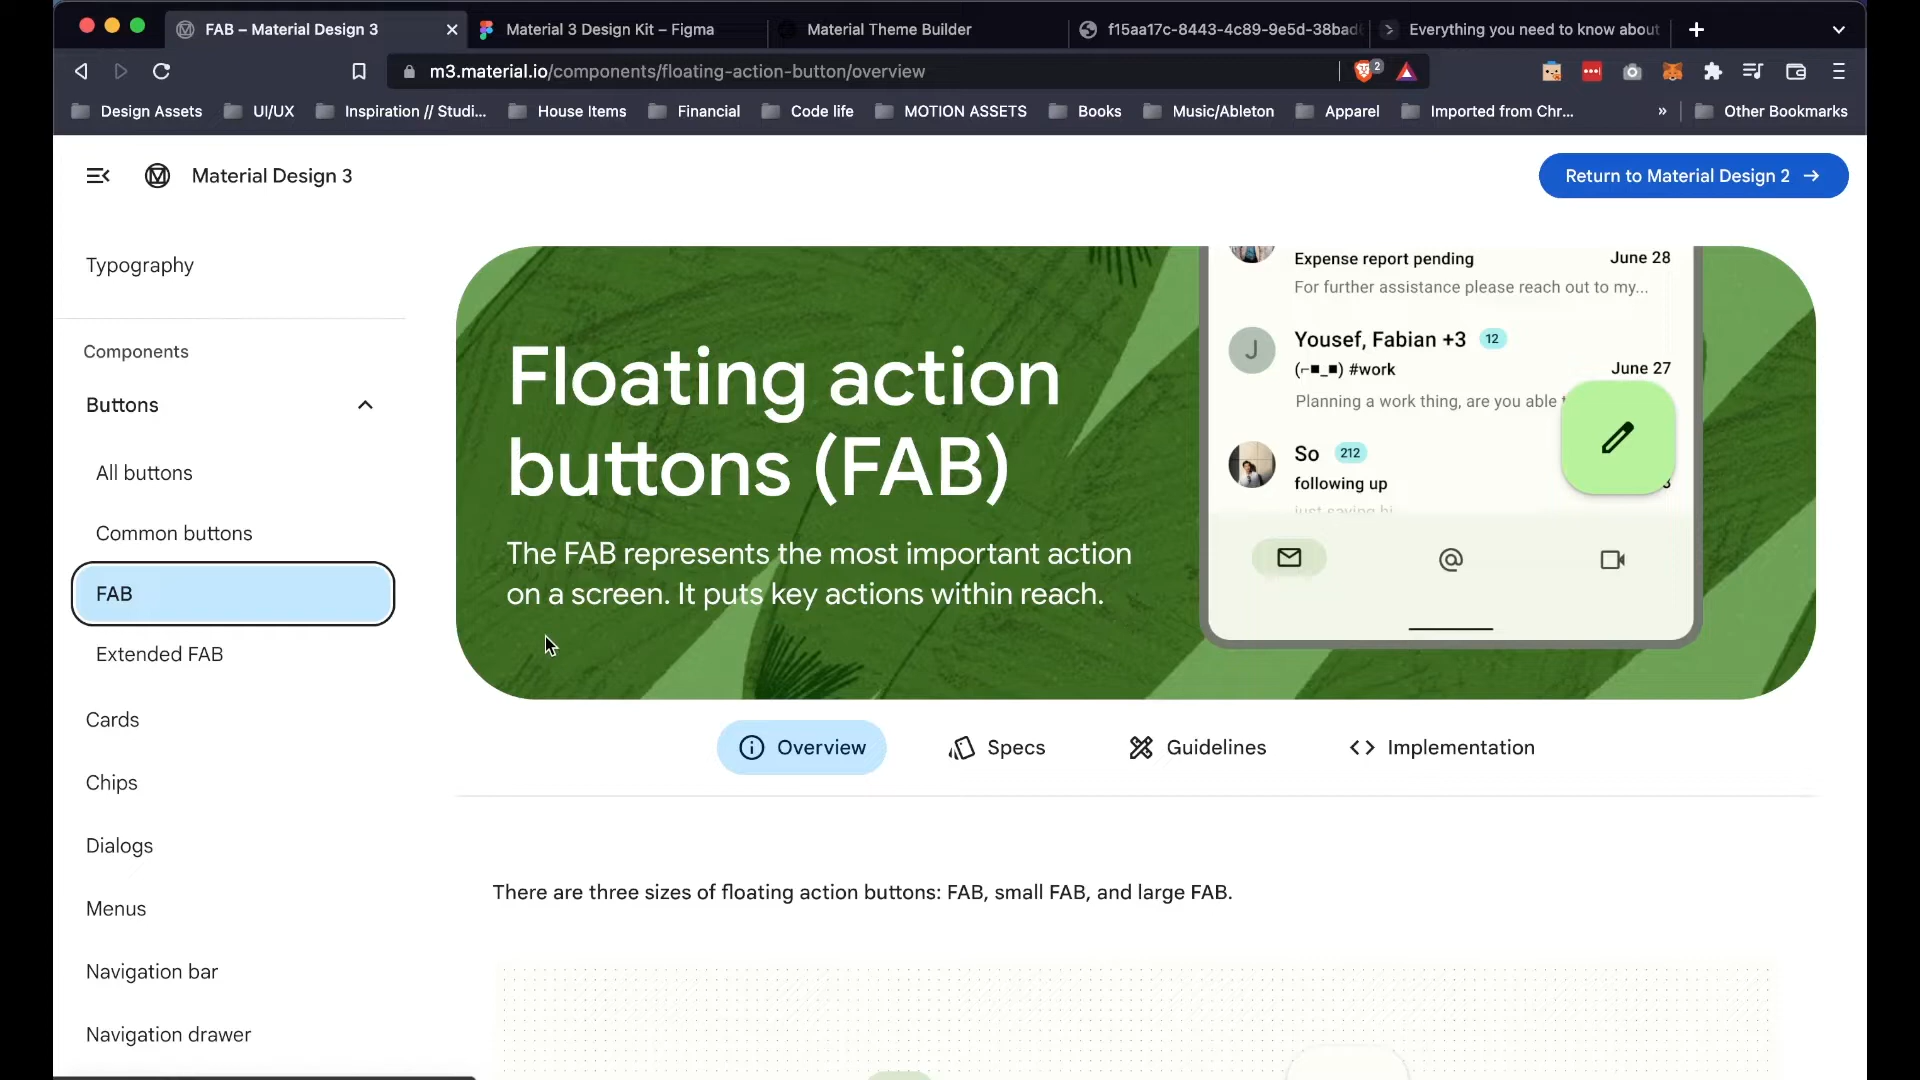 FAB – Material Design 3
Material 3 Design Kit – Figma
Material Theme Builder
f15aa17c-8443-4c89-9e5d-38bad
Everything you need to know about
m3.material.io/components/floating-action-button/overview
2
Design Assets
UI/UX
Inspiration // Studi...
House Items
Financial
Code life
MOTION ASSETS
Books
Music/Ableton
Apparel
Imported from Chr...
»
Other Bookmarks
Material Design 3
Return to Material Design 2 →
Typography
Components
Buttons
All buttons
Common buttons
FAB
Extended FAB
Cards
Chips
Dialogs
Menus
Navigation bar
Navigation drawer
Floating action
buttons (FAB)
The FAB represents the most important action
on a screen. It puts key actions within reach.
Expense report pending
June 28
For further assistance please reach out to my...
J
Yousef, Fabian +3
12
(⌐■_■) #work
June 27
Planning a work thing, are you able
So
212
following up
just saying hi
@
Overview
Specs
Guidelines
Implementation
There are three sizes of floating action buttons: FAB, small FAB, and large FAB.